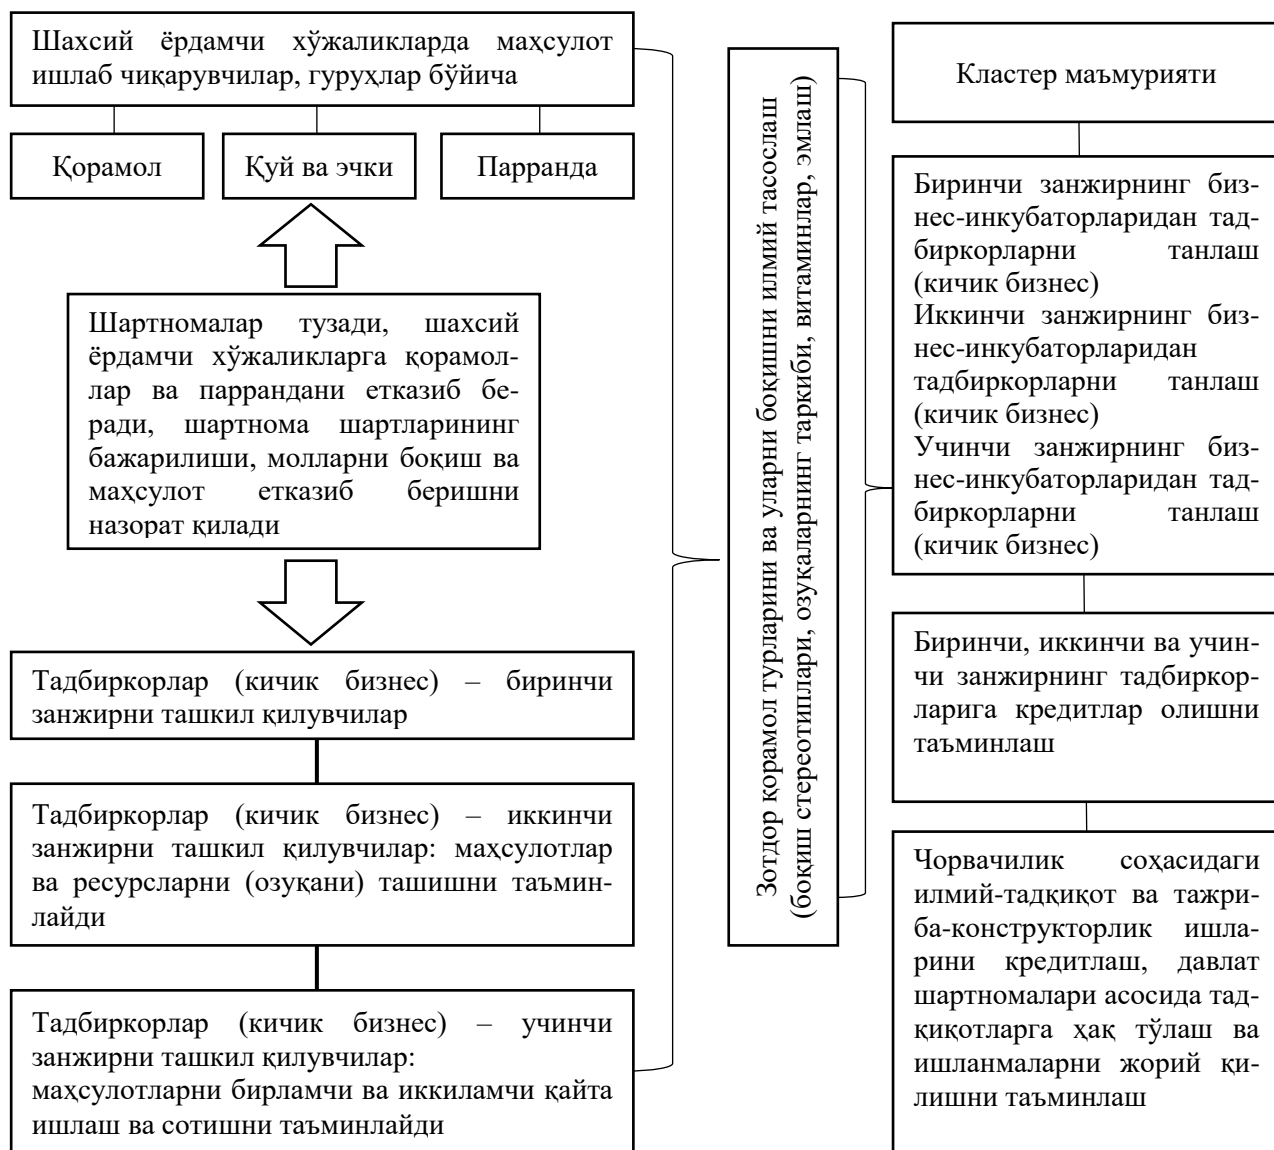 Шахсий ёрдамчи хўжаликларда маҳсулот
ишлаб чиқарувчилар, гуруҳлар бўйича
Қорамол
Қуй ва эчки
Парранда
Шартномалар тузади, шахсий
ёрдамчи хўжаликларга қорамол-
лар ва паррандани етказиб бе-
ради, шартнома шартларининг
бажарилиши, молларни боқиш ва
маҳсулот етказиб беришни
назорат қилади
Тадбиркорлар (кичик бизнес) – биринчи
занжирни ташкил қилувчилар
Тадбиркорлар (кичик бизнес) – иккинчи
занжирни ташкил қилувчилар: маҳсулотлар
ва ресурсларни (озуқани) ташишни таъмин-
лайди
Тадбиркорлар (кичик бизнес) – учинчи
занжирни ташкил қилувчилар:
маҳсулотларни бирламчи ва иккиламчи қайта
ишлаш ва сотишни таъминлайди
Зотдор қорамол турларини ва уларни боқишни илмий тасослаш
(боқиш стереотиплари, озуқаларнинг таркиби, витаминлар, эмлаш)
Кластер маъмурияти
Биринчи занжирнинг биз-
нес-инкубаторларидан тад-
биркорларни танлаш
(кичик бизнес)
Иккинчи занжирнинг биз-
нес-инкубаторларидан
тадбиркорларни танлаш
(кичик бизнес)
Учинчи занжирнинг биз-
нес-инкубаторларидан тад-
биркорларни танлаш
(кичик бизнес)
Биринчи, иккинчи ва учин-
чи занжирнинг тадбиркор-
ларига кредитлар олишни
таъминлаш
Чорвачилик соҳасидаги
илмий-тадқиқот ва тажри-
ба-конструкторлик ишла-
рини кредитлаш, давлат
шартномалари асосида тад-
қиқотларга ҳақ тўлаш ва
ишланмаларни жорий қи-
лишни таъминлаш